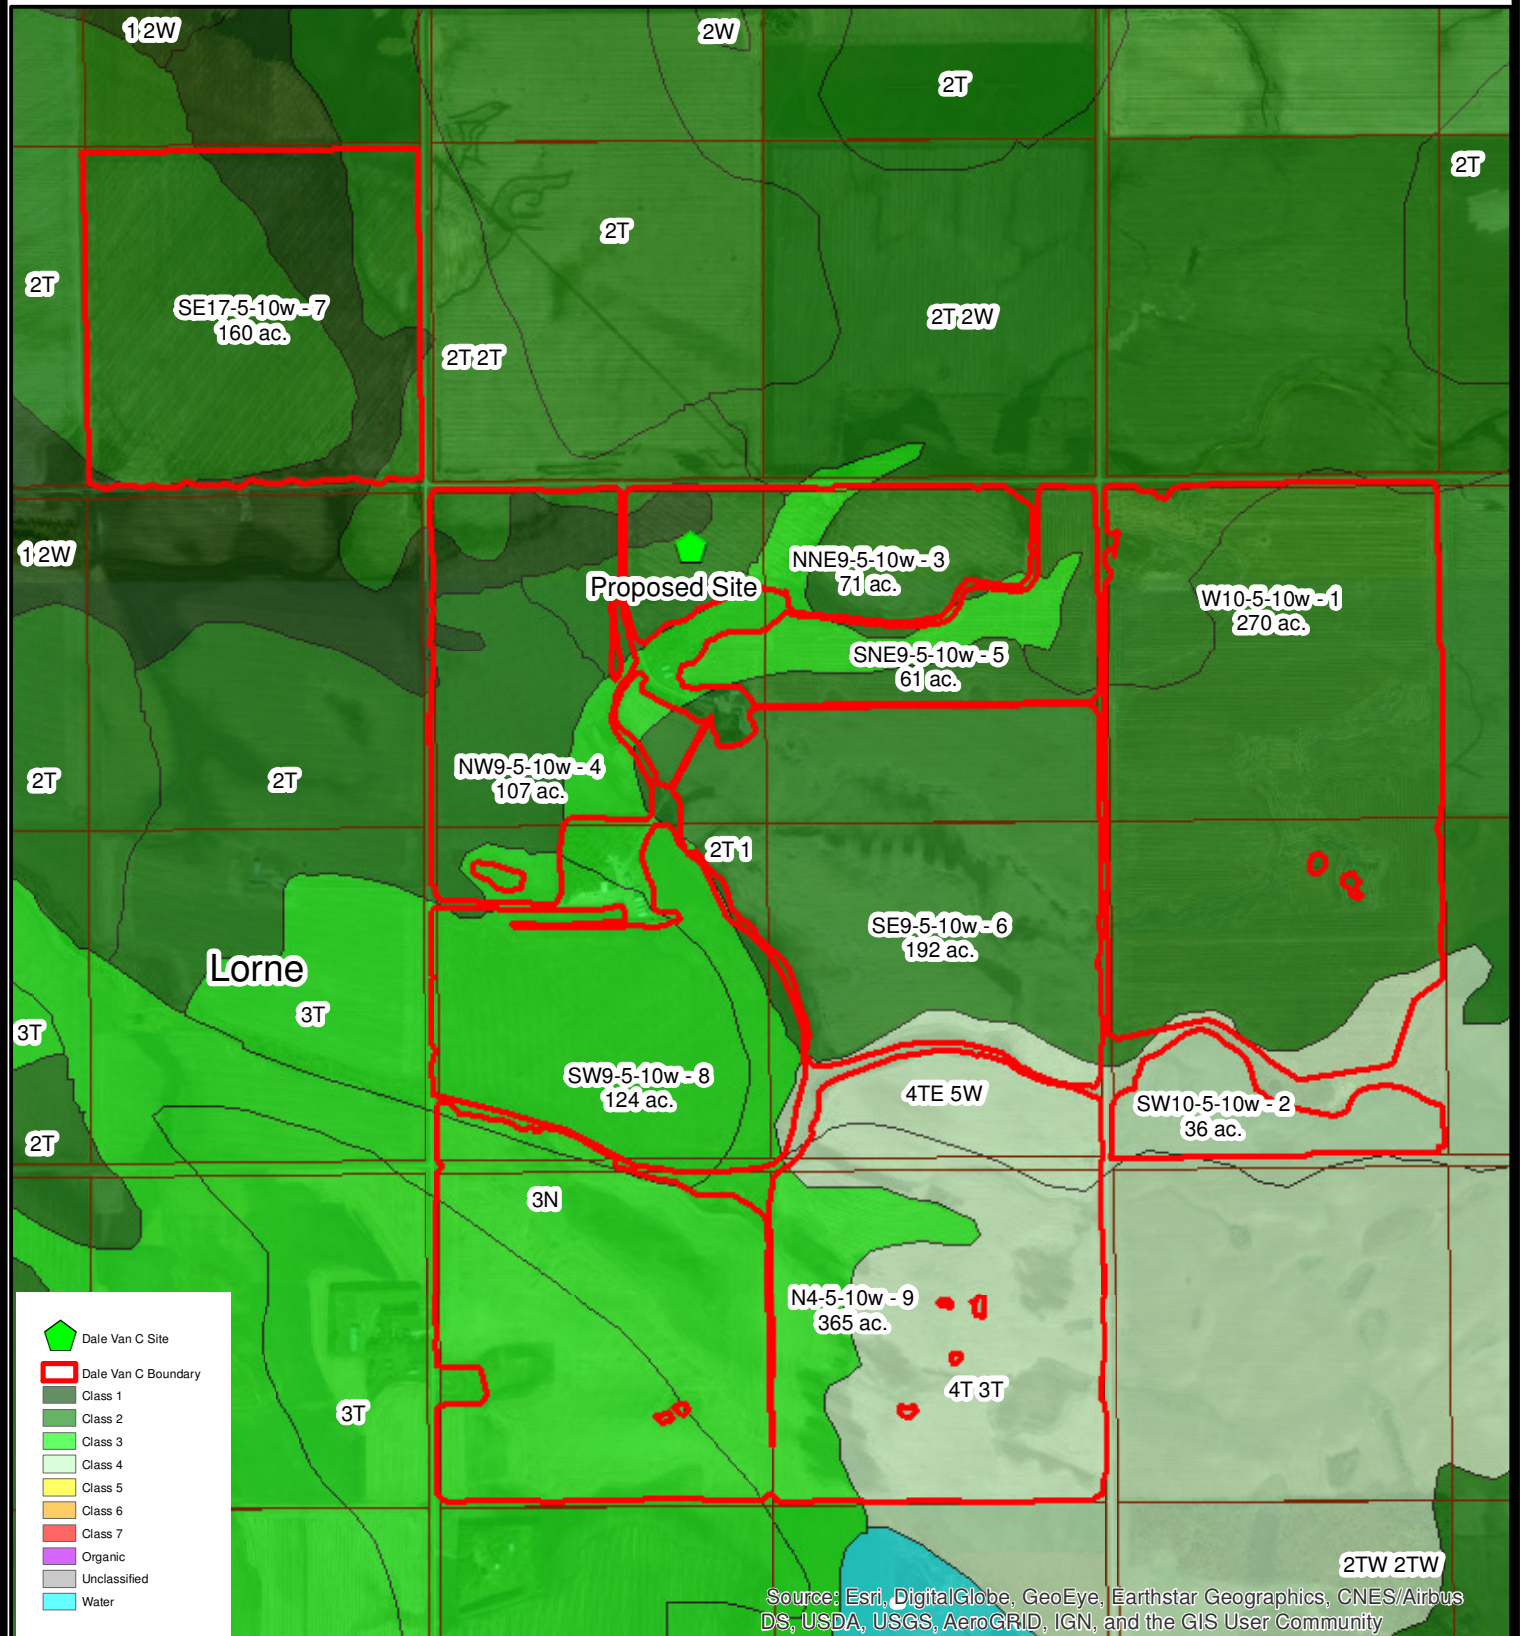 1 2W
2W
2T
2T
2T
2T
SE17-5-10w - 7
160 ac.
2T 2W
2T 2T
1 2W
NNE9-5-10w - 3
71 ac.
Proposed Site
W10-5-10w - 1
270 ac.
SNE9-5-10w - 5
61 ac.
NW9-5-10w - 4
107 ac.
2T
2T
2T 1
SE9-5-10w - 6
192 ac.
Lorne
3T
3T
SW9-5-10w - 8
124 ac.
4TE 5W
SW10-5-10w - 2
36 ac.
2T
3N
N4-5-10w - 9
365 ac.
4T 3T
3T
Dale Van C Site
Dale Van C Boundary
Class 1
Class 2
Class 3
Class 4
Class 5
Class 6
Class 7
Organic
Unclassified
Water
2TW 2TW
Source: Esri, DigitalGlobe, GeoEye, Earthstar Geographics, CNES/Airbus
DS, USDA, USGS, AeroGRID, IGN, and the GIS User Community